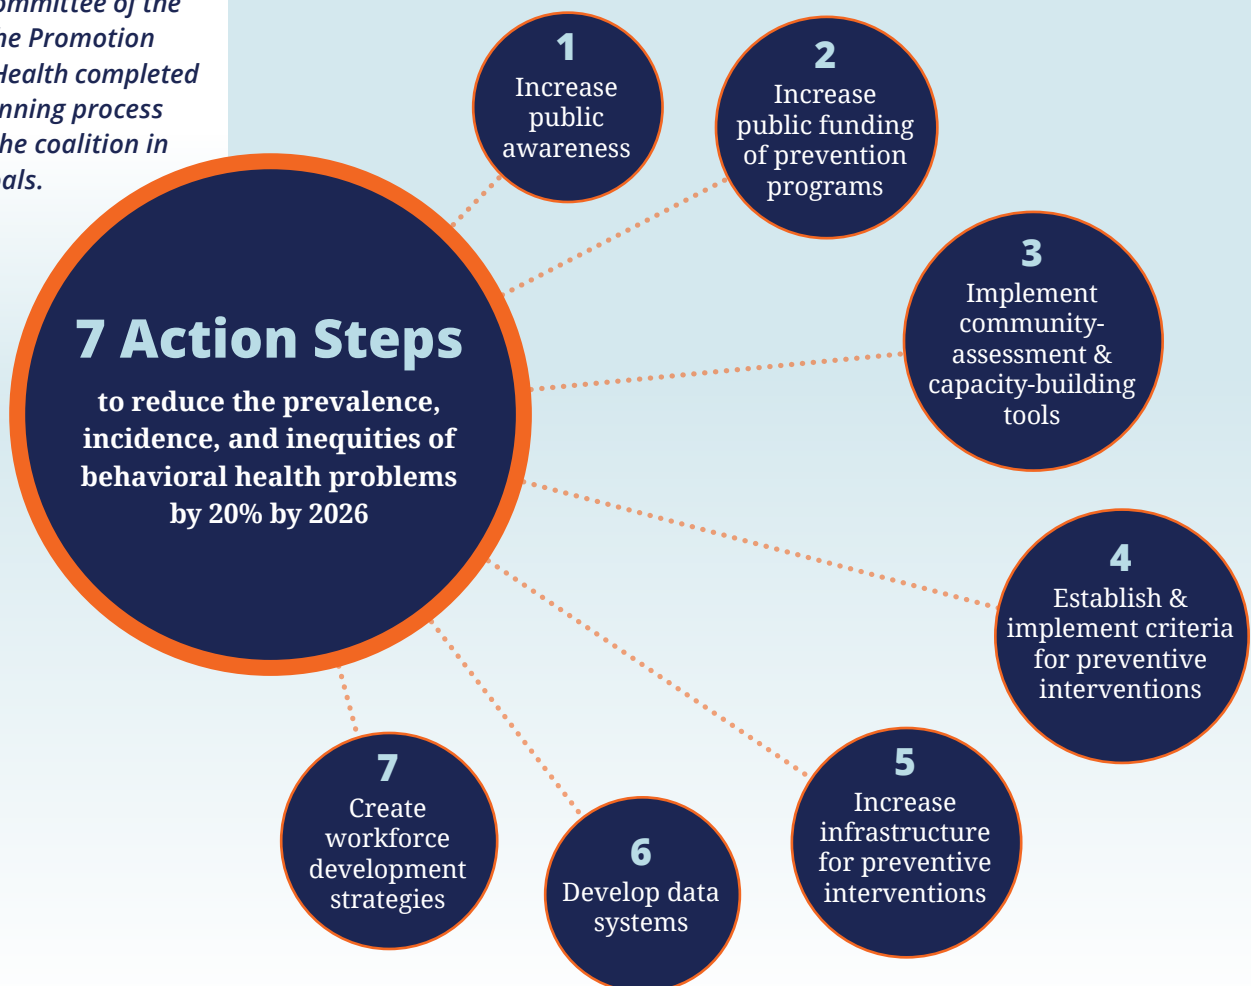 ommittee of the
he Promotion
Health completed
nning process
he coalition in
als.
7 Action Steps
to reduce the prevalence,
incidence, and inequities of
behavioral health problems
by 20% by 2026
1
Increase
public
awareness
2
Increase
public funding
of prevention
programs
3
Implement
community-
assessment &
capacity-building
tools
4
Establish &
implement criteria
for preventive
interventions
5
Increase
infrastructure
for preventive
interventions
6
Develop data
systems
7
Create
workforce
development
strategies